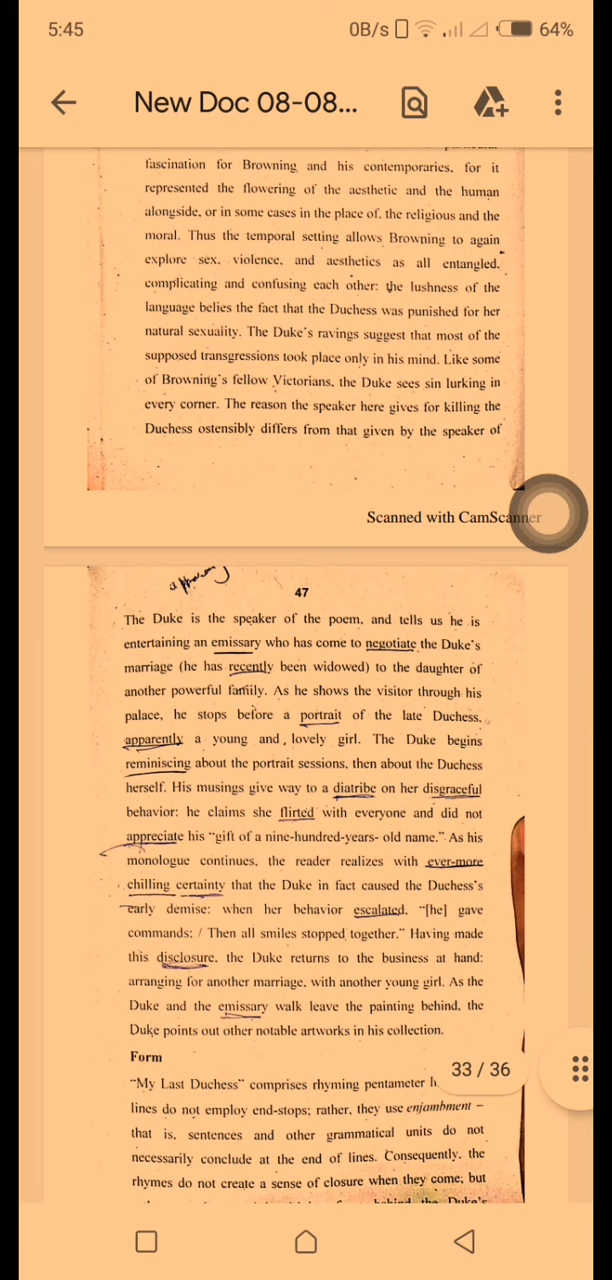 5:45 0B/s 64%
New Doc 08-08...
particular
fascination for Browning and his contemporaries, for it
represented the flowering of the aesthetic and the human
alongside, or in some cases in the place of, the religious and the
moral. Thus the temporal setting allows Browning to again
explore sex, violence, and aesthetics as all entangled,
complicating and confusing each other: the lushness of the
language belies the fact that the Duchess was punished for her
natural sexuality. The Duke's ravings suggest that most of the
supposed transgressions took place only in his mind. Like some
of Browning's fellow Victorians, the Duke sees sin lurking in
every corner. The reason the speaker here gives for killing the
Duchess ostensibly differs from that given by the speaker of
Scanned with CamScanner
47
The Duke is the speaker of the poem, and tells us he is
entertaining an emissary who has come to negotiate the Duke's
marriage (he has recently been widowed) to the daughter of
another powerful family. As he shows the visitor through his
palace, he stops before a portrait of the late Duchess,
apparently a young and lovely girl. The Duke begins
reminiscing about the portrait sessions, then about the Duchess
herself. His musings give way to a diatribe on her disgraceful
behavior: he claims she flirted with everyone and did not
appreciate his "gift of a nine-hundred-years- old name." As his
monologue continues, the reader realizes with ever-more
chilling certainty that the Duke in fact caused the Duchess's
early demise: when her behavior escalated, "[he] gave
commands; / Then all smiles stopped together." Having made
this disclosure, the Duke returns to the business at hand:
arranging for another marriage, with another young girl. As the
Duke and the emissary walk leave the painting behind, the
Duke points out other notable artworks in his collection.
Form
33 / 36
"My Last Duchess" comprises rhyming pentameter
lines do not employ end-stops; rather, they use enjambment –
that is, sentences and other grammatical units do not
necessarily conclude at the end of lines. Consequently, the
rhymes do not create a sense of closure when they come, but
behind the Duke's